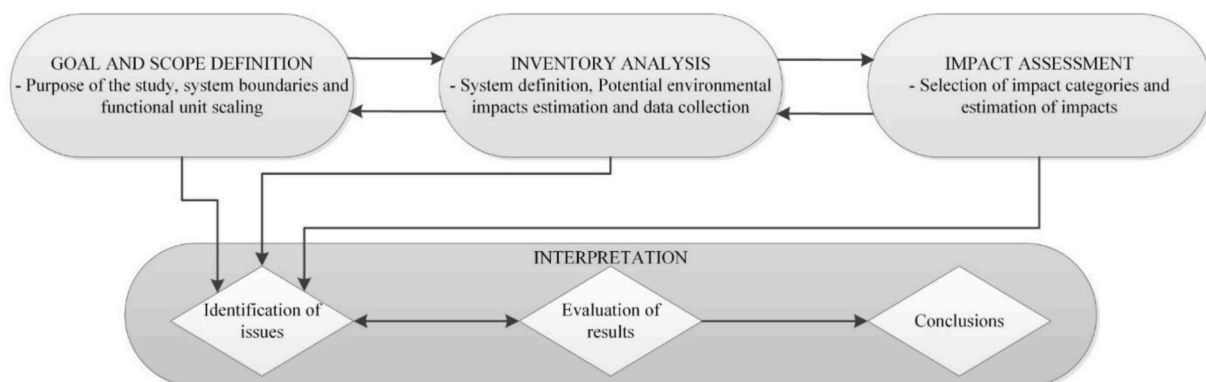 GOAL AND SCOPE DEFINITION
- Purpose of the study, system boundaries and
functional unit scaling
INVENTORY ANALYSIS
- System definition, Potential environmental
impacts estimation and data collection
IMPACT ASSESSMENT
- Selection of impact categories and
estimation of impacts
INTERPRETATION
Identification of
issues
Evaluation of
results
Conclusions